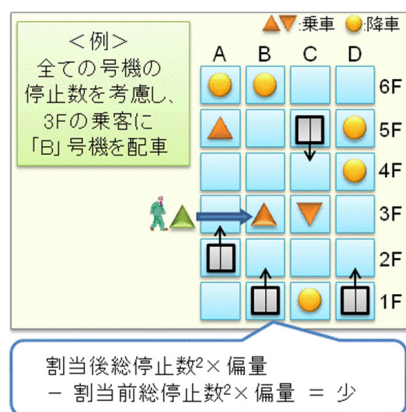 ▲▼:乗車 ●:降車
<例>
全ての号機の
停止数を考慮し、
3Fの乗客に
「B」号機を配車
A B C D
6F
5F
4F
3F
2F
1F
割当後総停止数²×偏量
− 割当前総停止数²×偏量 = 少